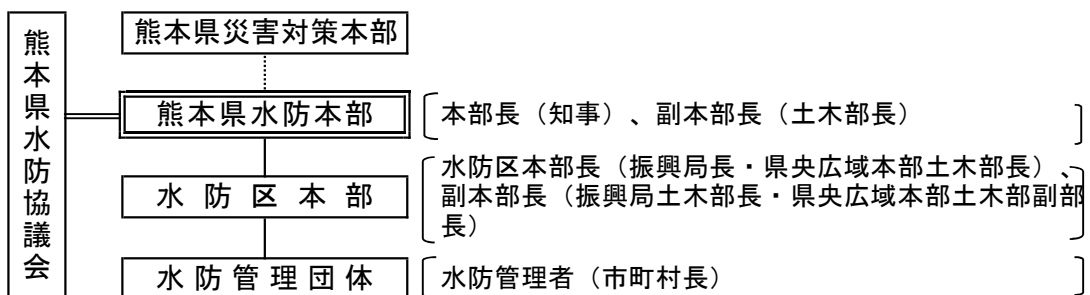 熊本県水防協議会
熊本県災害対策本部
熊本県水防本部
本部長（知事）、副本部長（土木部長）
水防区本部
水防区本部長（振興局長・県央広域本部土木部長）、
副本部長（振興局土木部長・県央広域本部土木部副部
長）
水防管理団体
水防管理者（市町村長）